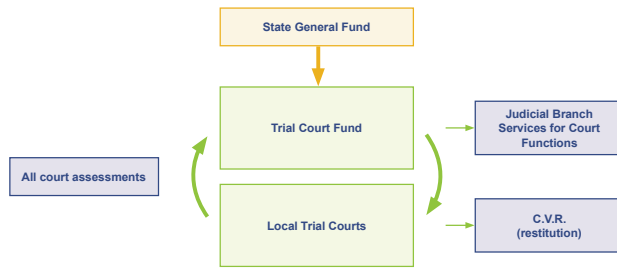 State General Fund
Trial Court Fund
Judicial Branch
Services for Court
Functions
All court assessments
Local Trial Courts
C.V.R.
(restitution)